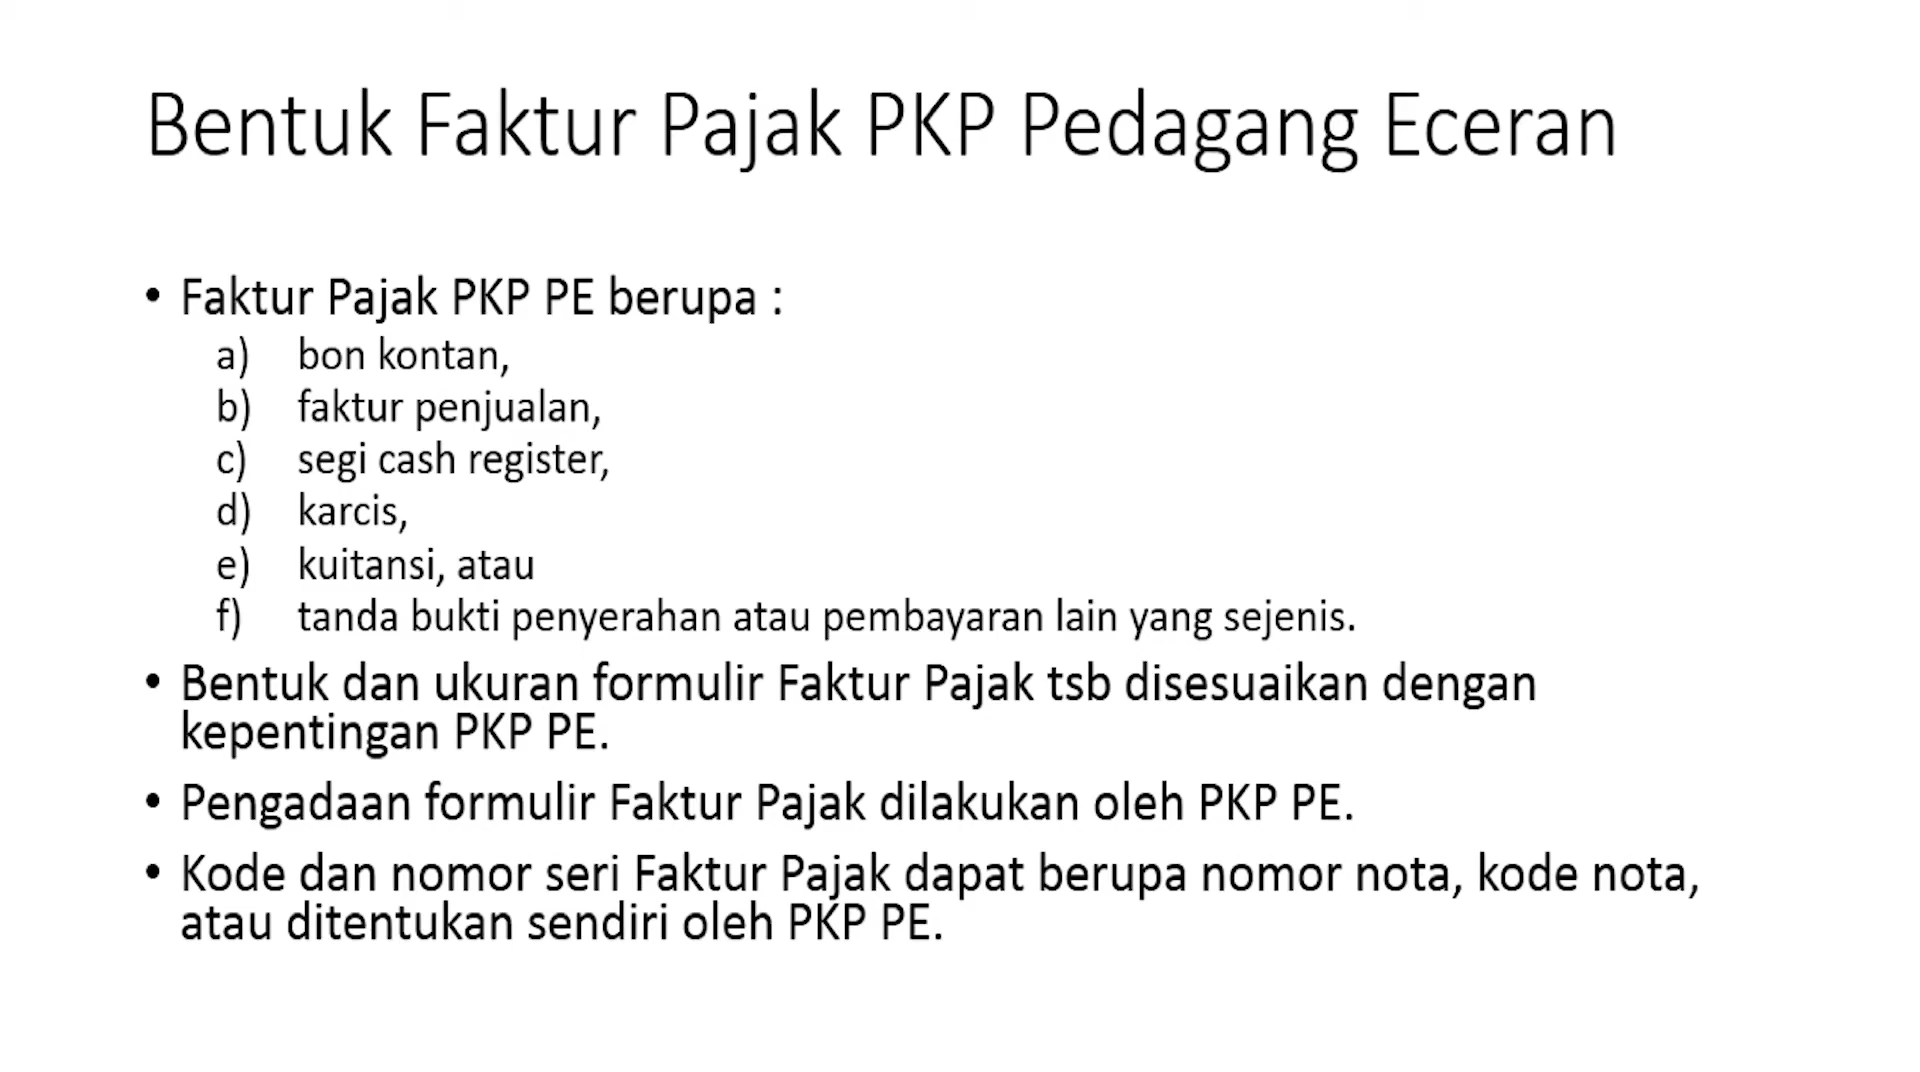 Bentuk Faktur Pajak PKP Pedagang Eceran
• Faktur Pajak PKP PE berupa :
a) bon kontan,
b) faktur penjualan,
c) segi cash register,
d) karcis,
e) kuitansi, atau
f) tanda bukti penyerahan atau pembayaran lain yang sejenis.
• Bentuk dan ukuran formulir Faktur Pajak tsb disesuaikan dengan
kepentingan PKP PE.
• Pengadaan formulir Faktur Pajak dilakukan oleh PKP PE.
• Kode dan nomor seri Faktur Pajak dapat berupa nomor nota, kode nota,
atau ditentukan sendiri oleh PKP PE.